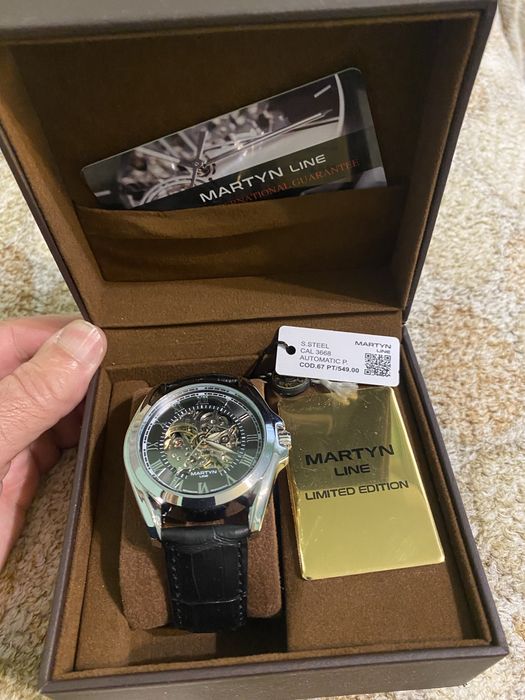 MARTYN LINE
INTERNATIONAL GUARANTEE
S.STEEL
CAL 3668
AUTOMATIC P.
COD.67 PT/549.00
MARTYN
LINE
MARTYN
LINE
LIMITED EDITION
MARTYN
LINE